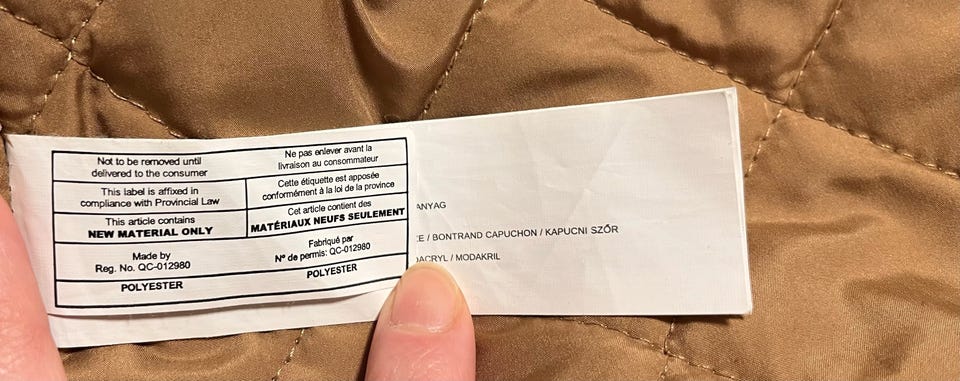 Not to be removed until
delivered to the consumer
Ne pas enlever avant la
livraison au consommateur
This label is affixed in
compliance with Provincial Law
Cette étiquette est apposée
conformément à la loi de la province
This article contains
NEW MATERIAL ONLY
Cet article contient des
MATÉRIAUX NEUFS SEULEMENT
Made by
Reg. No. QC-012980
Fabriqué par
N° de permis: QC-012980
POLYESTER
POLYESTER
ANYAG
/ BONTRAND CAPUCHON / KAPUCNI SZŐR
/ MODAKRIL